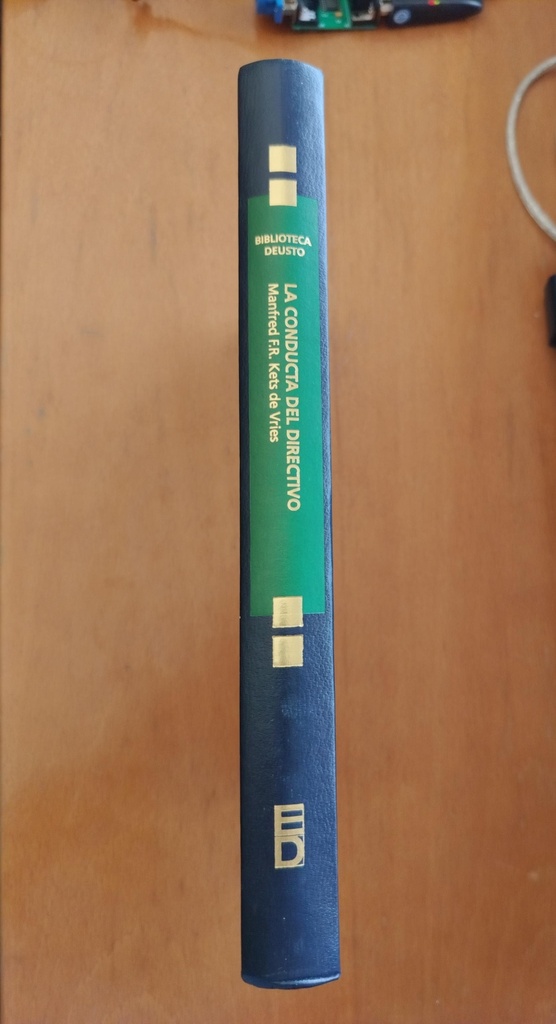 BIBLIOTECA
DEUSTO
LA CONDUCTA DEL DIRECTIVO
Manfred F.R. Kets de Vries
ED